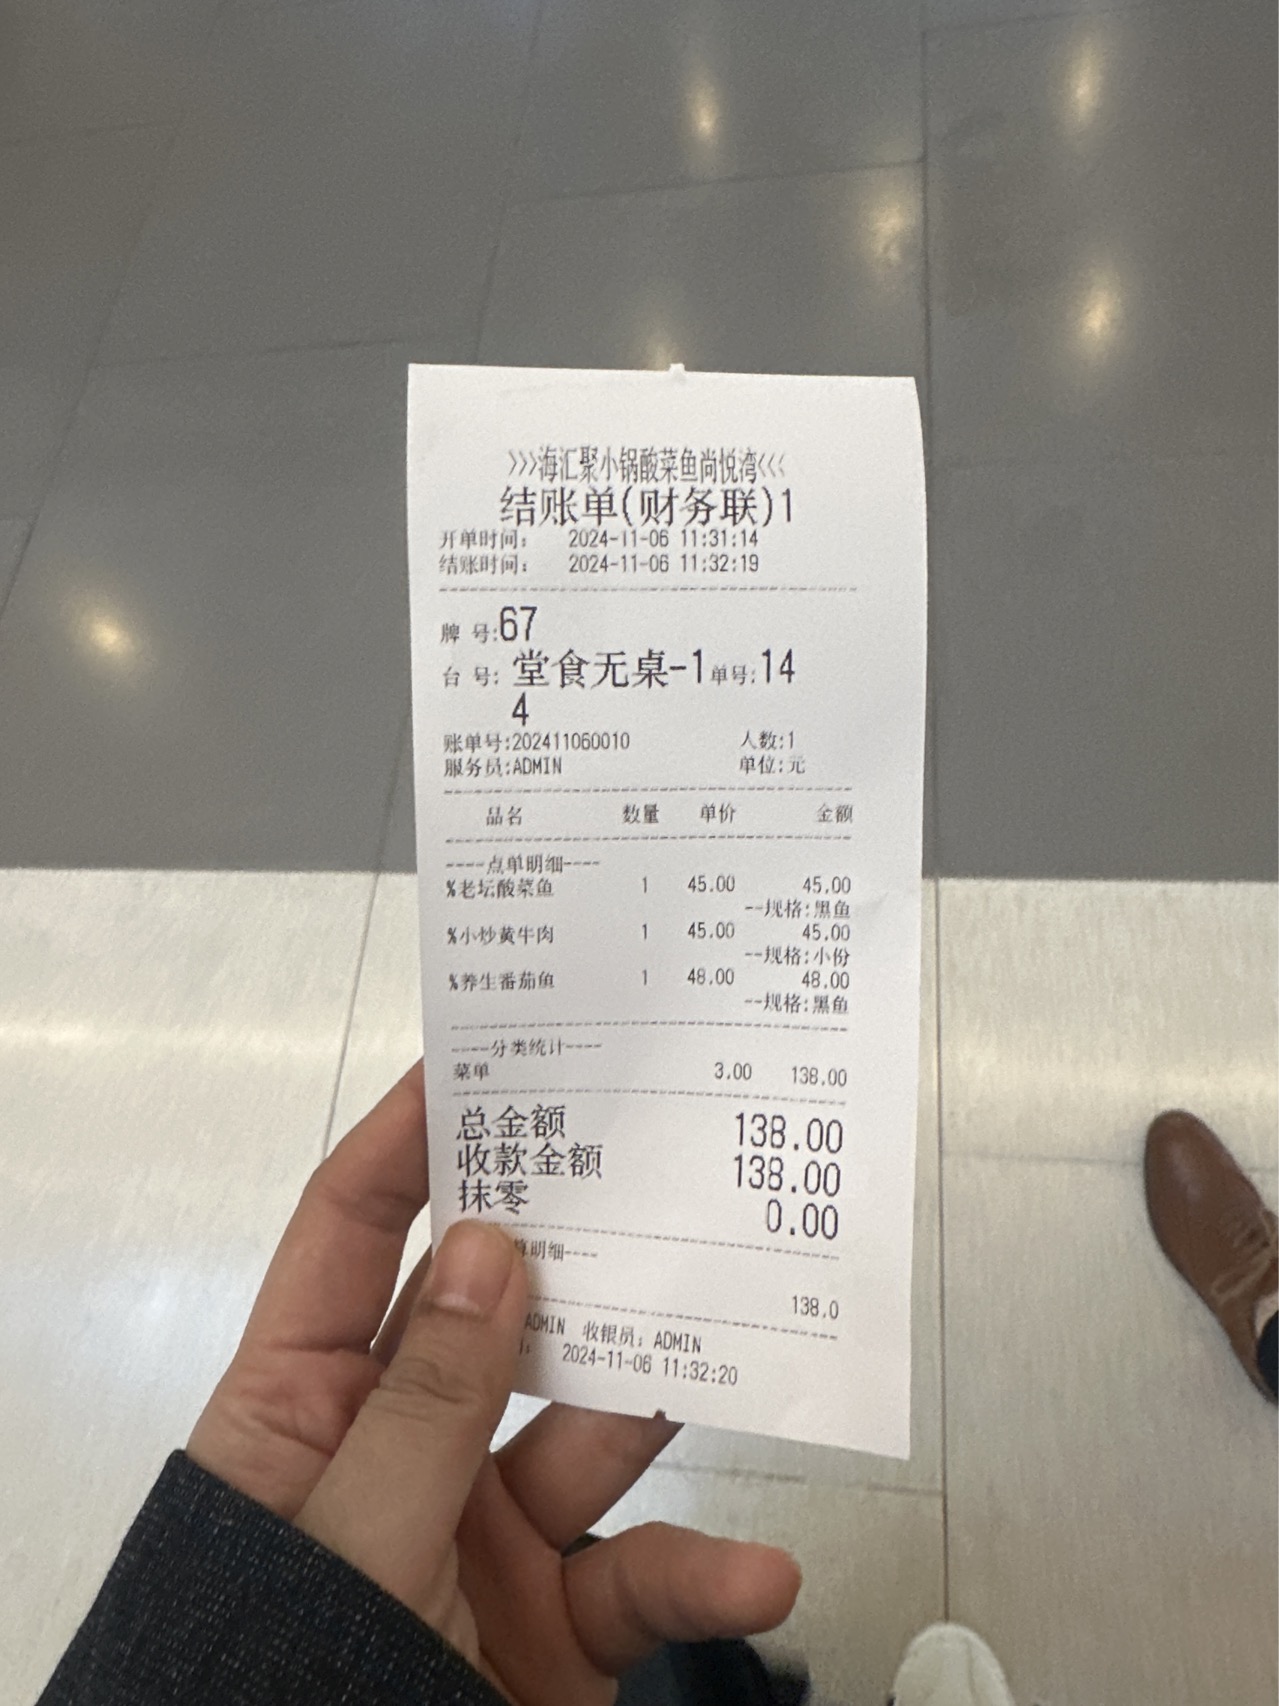 >>>海汇聚小锅酸菜鱼尚悦湾<<<
结账单(财务联)1
开单时间: 2024-11-06 11:31:14
结账时间: 2024-11-06 11:32:19
牌 号:67
台 号: 堂食无桌-1 单号:14
4
账单号:202411060010 人数:1
服务员:ADMIN 单位:元
品名 数量 单价 金额
----点单明细----
%老坛酸菜鱼 1 45.00 45.00
--规格:黑鱼
%小炒黄牛肉 1 45.00 45.00
--规格:小份
%养生番茄鱼 1 48.00 48.00
--规格:黑鱼
----分类统计----
菜单 3.00 138.00
总金额 138.00
收款金额 138.00
抹零 0.00
算明细----
138.0
ADMIN 收银员: ADMIN
2024-11-06 11:32:20